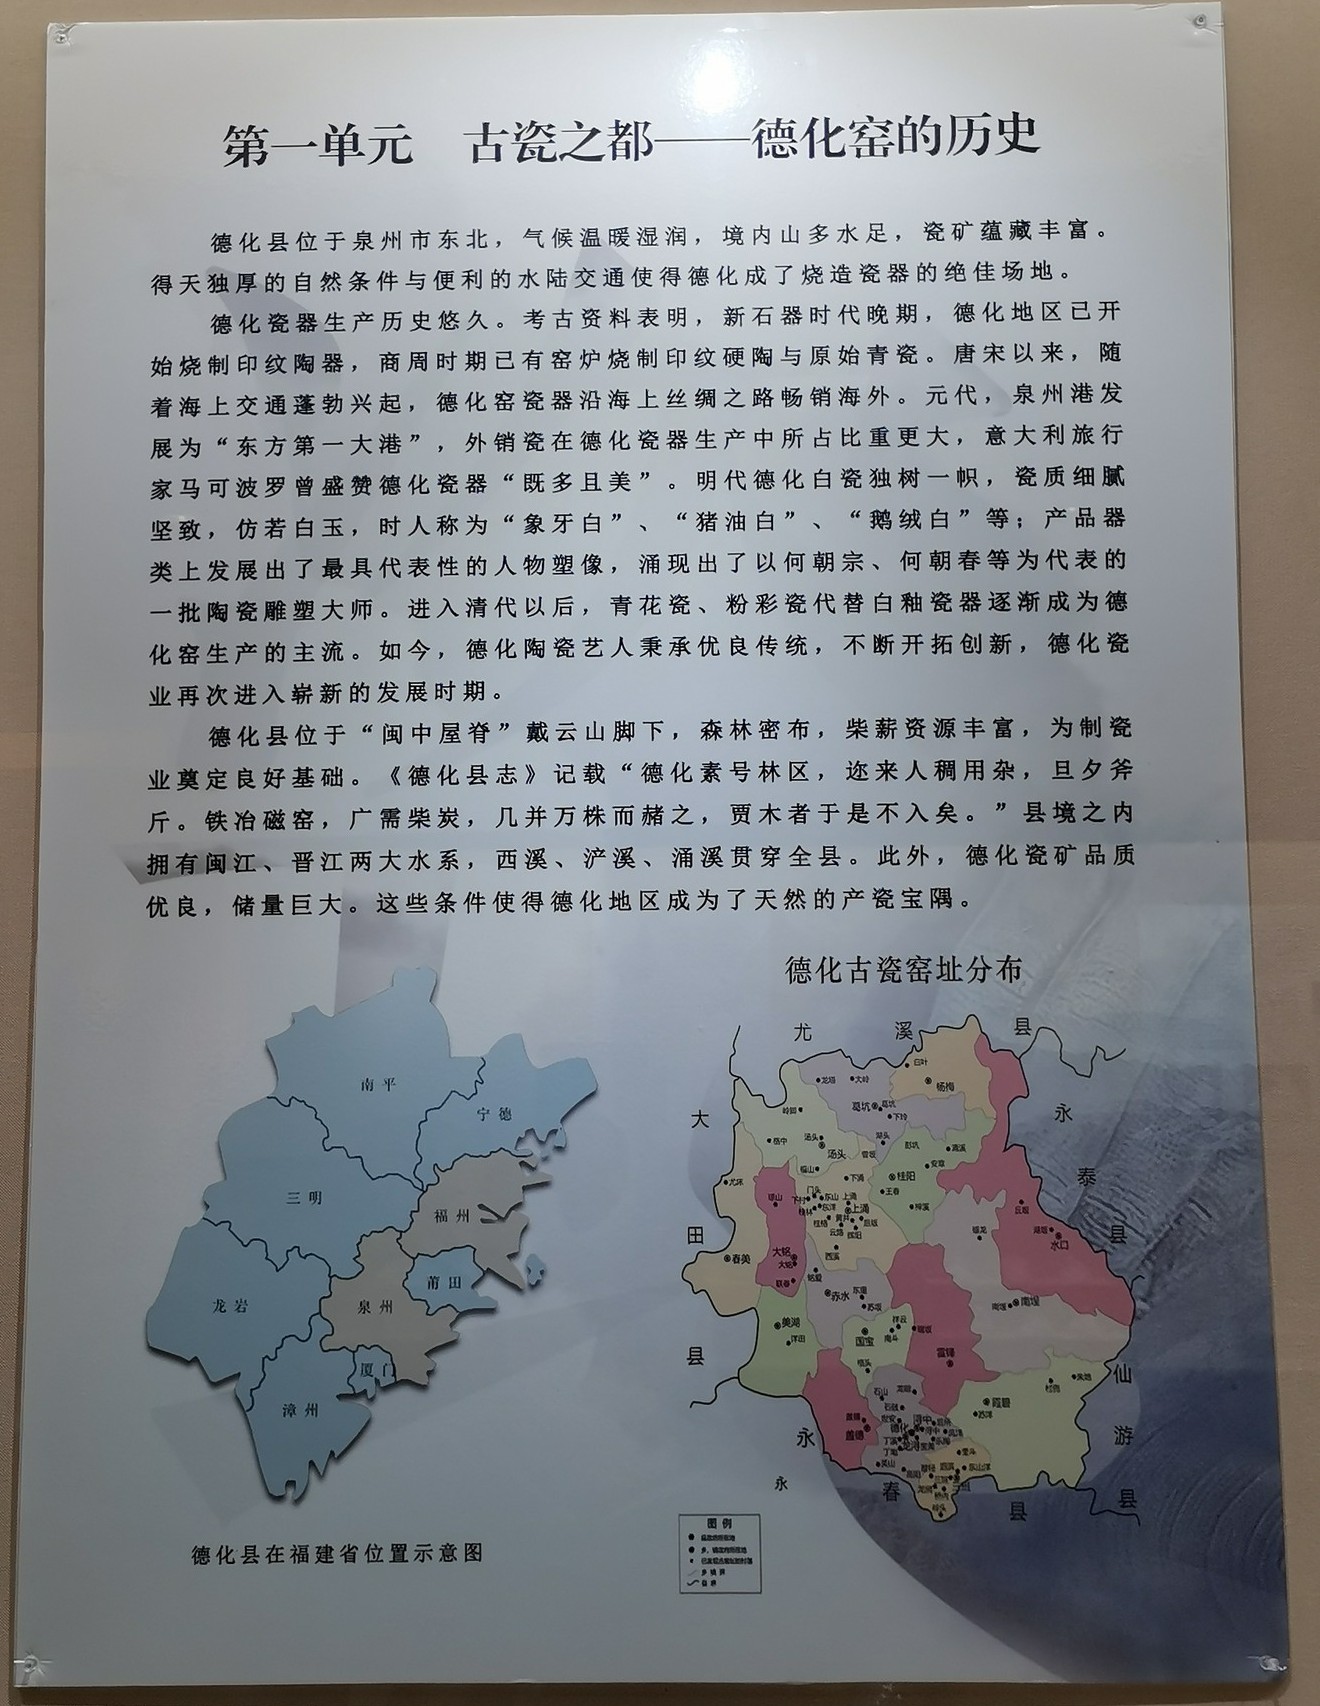 第一单元 古瓷之都——德化窑的历史
德化县位于泉州市东北，气候温暖湿润，境内山多水足，瓷矿蕴藏丰富。
得天独厚的自然条件与便利的水陆交通使得德化成了烧造瓷器的绝佳场地。
德化瓷器生产历史悠久。考古资料表明，新石器时代晚期，德化地区已开
始烧制印纹陶器，商周时期已有窑炉烧制印纹硬陶与原始青瓷。唐宋以来，随
着海上交通蓬勃兴起，德化窑瓷器沿海上丝绸之路畅销海外。元代，泉州港发
展为“东方第一大港”，外销瓷在德化瓷器生产中所占比重更大，意大利旅行
家马可波罗曾盛赞德化瓷器“既多且美”。明代德化白瓷独树一帜，瓷质细腻
坚致，仿若白玉，时人称为“象牙白”、“猪油白”、“鹅绒白”等；产品器
类上发展出了最具代表性的人物塑像，涌现出了以何朝宗、何朝春等为代表的
一批陶瓷雕塑大师。进入清代以后，青花瓷、粉彩瓷代替白釉瓷器逐渐成为德
化窑生产的主流。如今，德化陶瓷艺人秉承优良传统，不断开拓创新，德化瓷
业再次进入崭新的发展时期。
德化县位于“闽中屋脊”戴云山脚下，森林密布，柴薪资源丰富，为制瓷
业奠定良好基础。《德化县志》记载“德化素号林区，迩来人稠用杂，旦夕斧
斤。铁冶磁窑，广需柴炭，几并万株而赭之，贾木者于是不入矣。”县境之内
拥有闽江、晋江两大水系，西溪、浐溪、涌溪贯穿全县。此外，德化瓷矿品质
优良，储量巨大。这些条件使得德化地区成为了天然的产瓷宝隅。
南平
宁德
三明
福州
莆田
龙岩
泉州
厦门
漳州
德化县在福建省位置示意图
德化古瓷窑址分布
尤溪县
大田县
永泰县
仙游县
永春县
永
杨梅
葛坑
汤头
桂阳
上涌
大铭
春美
水口
赤水
南埕
美湖
国宝
雷锋
霞碧
盖德
德化
浔中
龙浔
图例